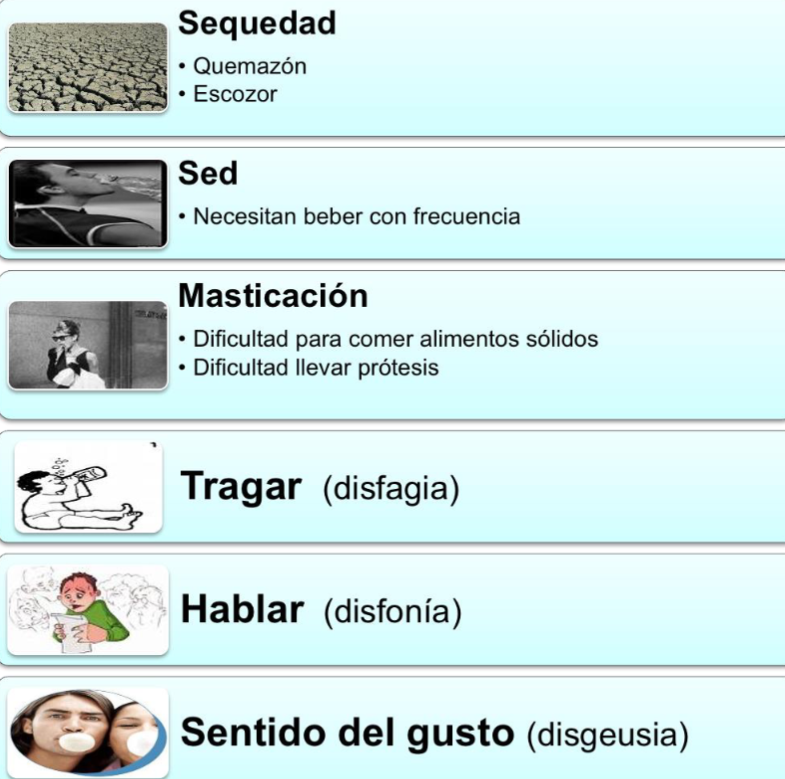 Sequedad
• Quemazón
• Escozor
Sed
• Necesitan beber con frecuencia
Masticación
• Dificultad para comer alimentos sólidos
• Dificultad llevar prótesis
Tragar (disfagia)
Hablar (disfonía)
Sentido del gusto (disgeusia)